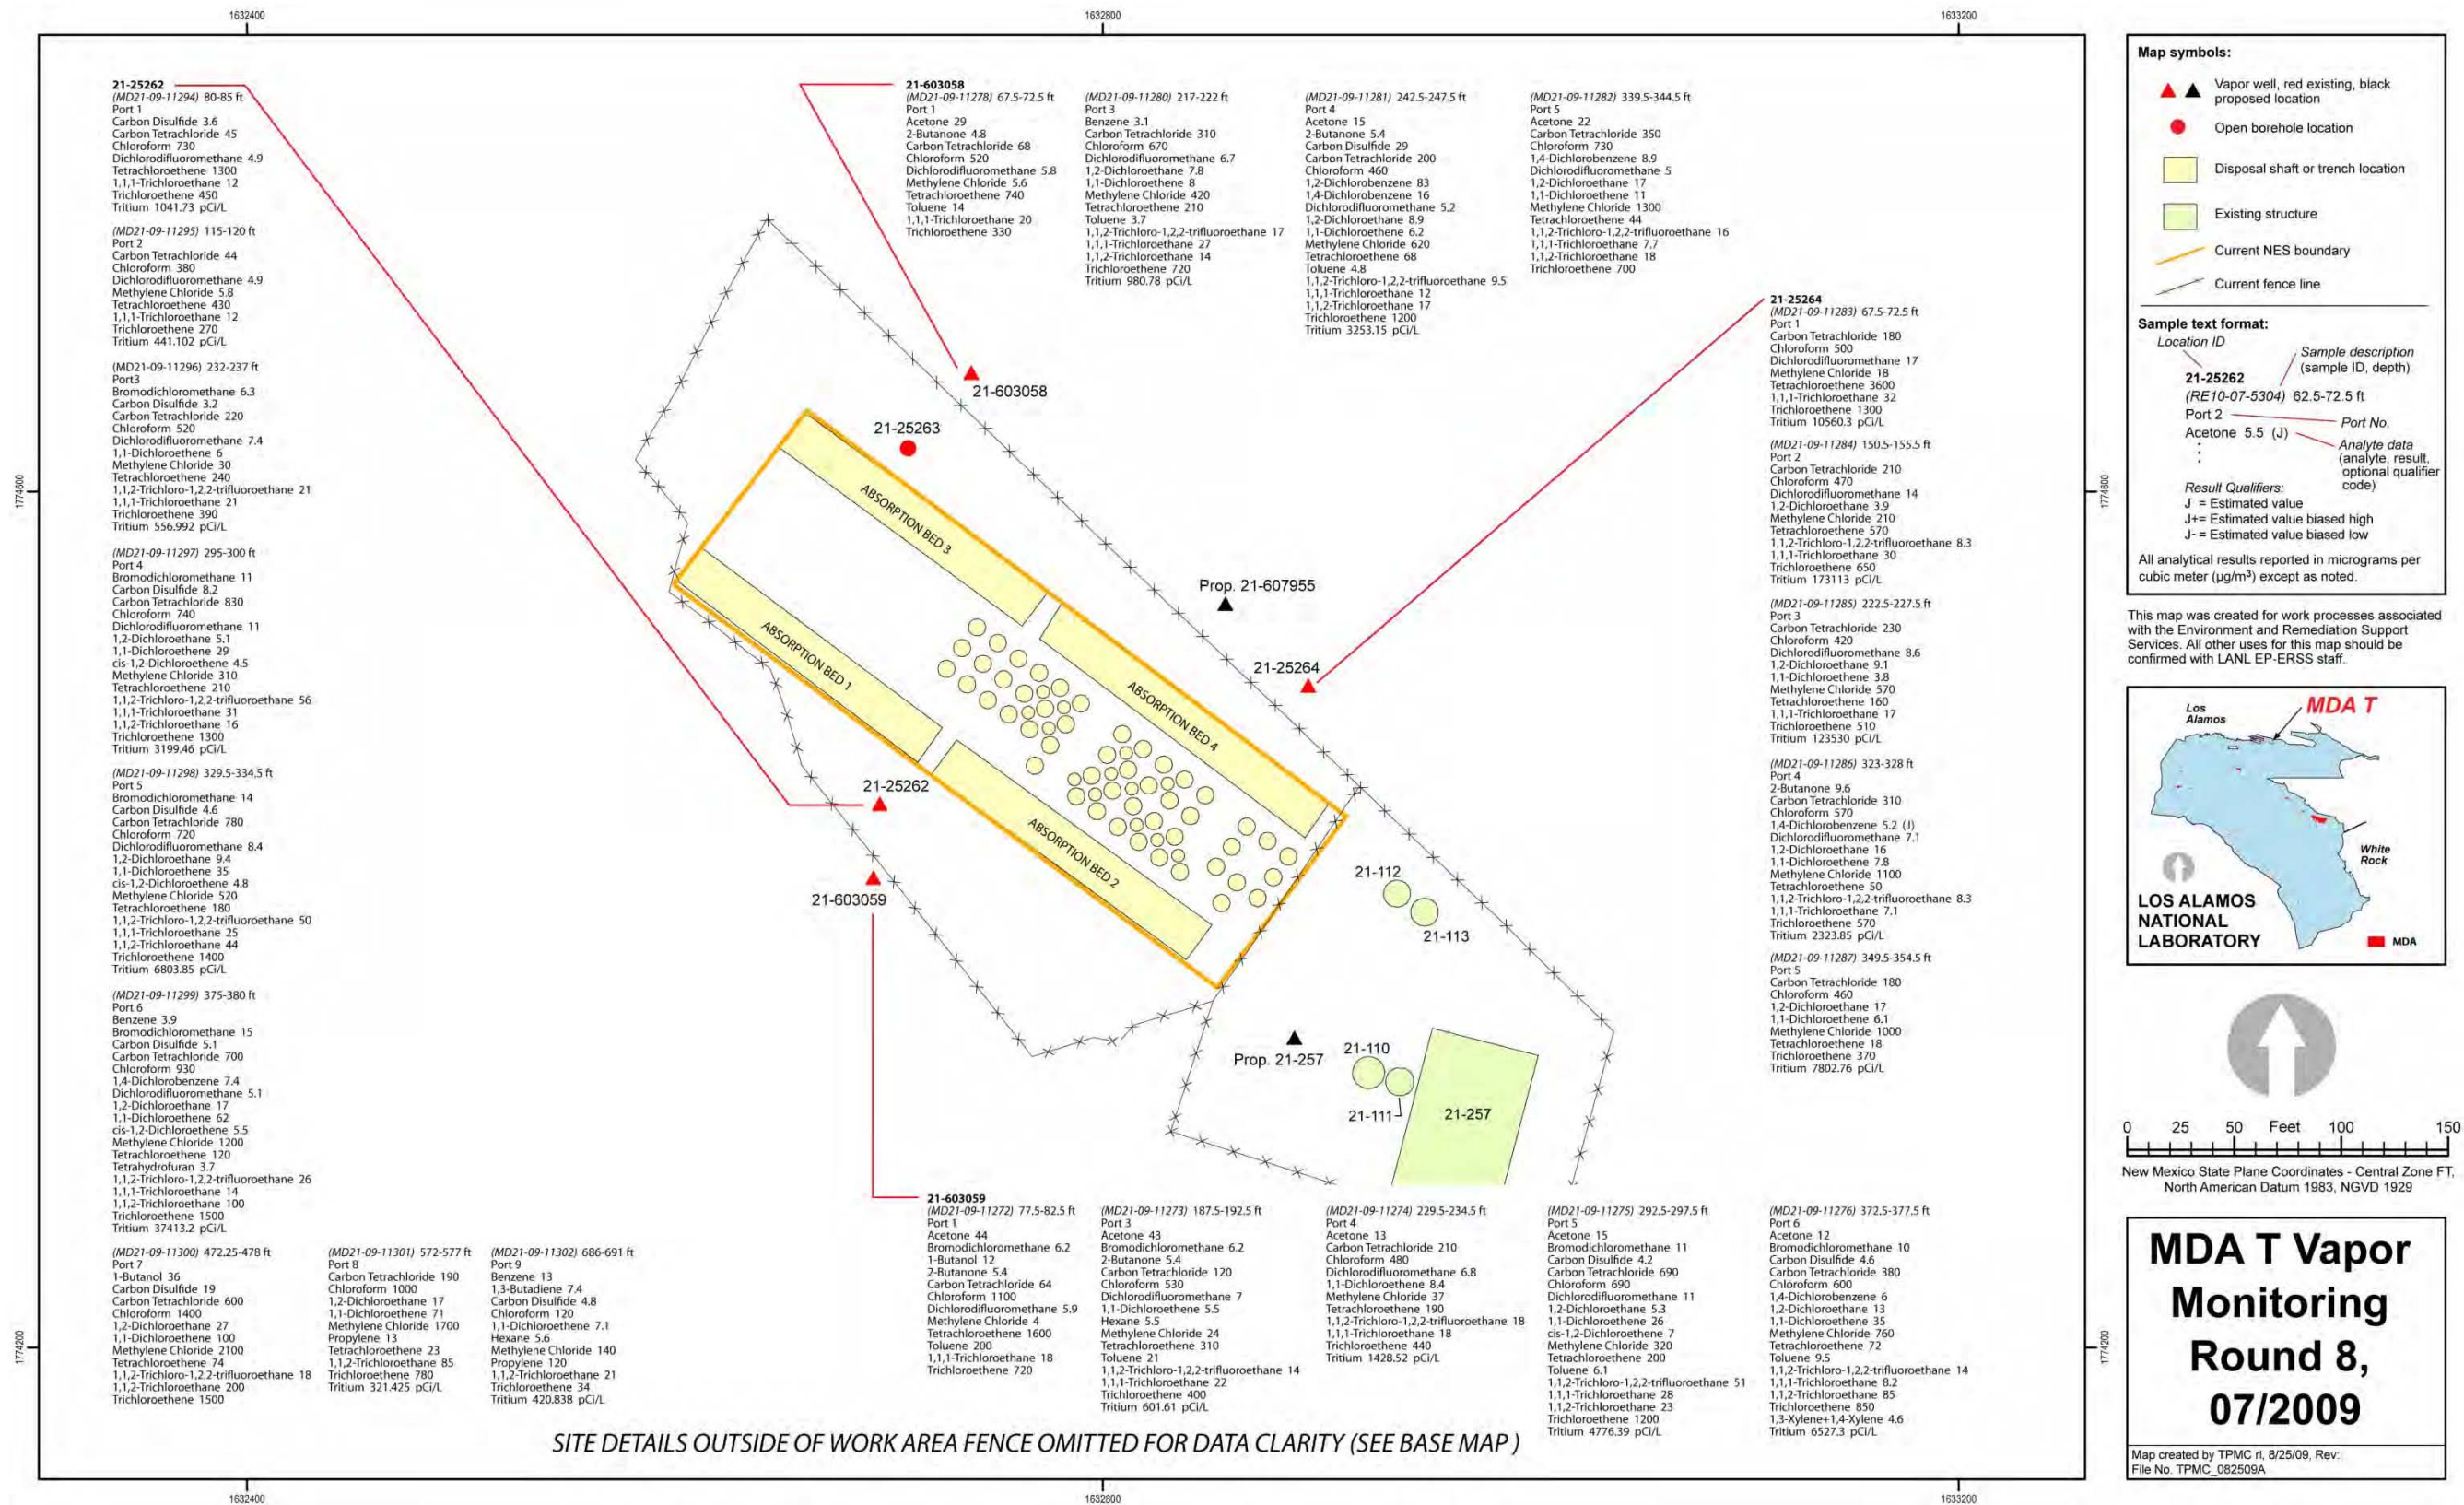 1632400
1632800
1633200
1774600
1774200
21-25262
(MD21-09-11294) 80-85 ft
Port 1
Carbon Disulfide 3.6
Carbon Tetrachloride 45
Chloroform 730
Dichlorodifluoromethane 4.9
Tetrachloroethene 1300
1,1,1-Trichloroethane 12
Trichloroethene 450
Tritium 1041.73 pCi/L
(MD21-09-11295) 115-120 ft
Port 2
Carbon Tetrachloride 44
Chloroform 380
Dichlorodifluoromethane 4.9
Methylene Chloride 5.8
Tetrachloroethene 430
1,1,1-Trichloroethane 12
Trichloroethene 270
Tritium 441.102 pCi/L
(MD21-09-11296) 232-237 ft
Port3
Bromodichloromethane 6.3
Carbon Disulfide 3.2
Carbon Tetrachloride 220
Chloroform 520
Dichlorodifluoromethane 7.4
1,1-Dichloroethene 6
Methylene Chloride 30
Tetrachloroethene 240
1,1,2-Trichloro-1,2,2-trifluoroethane 21
1,1,1-Trichloroethane 21
Trichloroethene 390
Tritium 556.992 pCi/L
(MD21-09-11297) 295-300 ft
Port 4
Bromodichloromethane 11
Carbon Disulfide 8.2
Carbon Tetrachloride 830
Chloroform 740
Dichlorodifluoromethane 11
1,2-Dichloroethane 5.1
1,1-Dichloroethene 29
cis-1,2-Dichloroethene 4.5
Methylene Chloride 310
Tetrachloroethene 210
1,1,2-Trichloro-1,2,2-trifluoroethane 56
1,1,1-Trichloroethane 31
1,1,2-Trichloroethane 16
Trichloroethene 1300
Tritium 3199.46 pCi/L
(MD21-09-11298) 329.5-334.5 ft
Port 5
Bromodichloromethane 14
Carbon Disulfide 4.6
Carbon Tetrachloride 780
Chloroform 720
Dichlorodifluoromethane 8.4
1,2-Dichloroethane 9.4
1,1-Dichloroethene 35
cis-1,2-Dichloroethene 4.8
Methylene Chloride 520
Tetrachloroethene 180
1,1,2-Trichloro-1,2,2-trifluoroethane 50
1,1,1-Trichloroethane 25
1,1,2-Trichloroethane 44
Trichloroethene 1400
Tritium 6803.85 pCi/L
(MD21-09-11299) 375-380 ft
Port 6
Benzene 3.9
Bromodichloromethane 15
Carbon Disulfide 5.1
Carbon Tetrachloride 700
Chloroform 930
1,4-Dichlorobenzene 7.4
Dichlorodifluoromethane 5.1
1,2-Dichloroethane 17
1,1-Dichloroethene 62
cis-1,2-Dichloroethene 5.5
Methylene Chloride 1200
Tetrachloroethene 120
Tetrahydrofuran 3.7
1,1,2-Trichloro-1,2,2-trifluoroethane 26
1,1,1-Trichloroethane 14
1,1,2-Trichloroethane 100
Trichloroethene 1500
Tritium 37413.2 pCi/L
(MD21-09-11300) 472.25-478 ft
Port 7
1-Butanol 36
Carbon Disulfide 19
Carbon Tetrachloride 600
Chloroform 1400
1,2-Dichloroethane 27
1,1-Dichloroethene 100
Methylene Chloride 2100
Tetrachloroethene 74
1,1,2-Trichloro-1,2,2-trifluoroethane 18
1,1,2-Trichloroethane 200
Trichloroethene 1500
(MD21-09-11301) 572-577 ft
Port 8
Carbon Tetrachloride 190
Chloroform 1000
1,2-Dichloroethane 17
1,1-Dichloroethene 71
Methylene Chloride 1700
Propylene 13
Tetrachloroethene 23
1,1,2-Trichloroethane 85
Trichloroethene 780
Tritium 321.425 pCi/L
(MD21-09-11302) 686-691 ft
Port 9
Benzene 13
1,3-Butadiene 7.4
Carbon Disulfide 4.8
Chloroform 120
1,1-Dichloroethene 7.1
Hexane 5.6
Methylene Chloride 140
Propylene 120
1,1,2-Trichloroethane 21
Trichloroethene 34
Tritium 420.838 pCi/L
21-603058
(MD21-09-11278) 67.5-72.5 ft
Port 1
Acetone 29
2-Butanone 4.8
Carbon Tetrachloride 68
Chloroform 520
Dichlorodifluoromethane 5.8
Methylene Chloride 5.6
Tetrachloroethene 740
Toluene 14
1,1,1-Trichloroethane 20
Trichloroethene 330
(MD21-09-11280) 217-222 ft
Port 3
Benzene 3.1
Carbon Tetrachloride 310
Chloroform 670
Dichlorodifluoromethane 6.7
1,2-Dichloroethane 7.8
1,1-Dichloroethene 8
Methylene Chloride 420
Tetrachloroethene 210
Toluene 3.7
1,1,2-Trichloro-1,2,2-trifluoroethane 17
1,1,1-Trichloroethane 27
1,1,2-Trichloroethane 14
Trichloroethene 720
Tritium 980.78 pCi/L
(MD21-09-11281) 242.5-247.5 ft
Port 4
Acetone 15
2-Butanone 5.4
Carbon Disulfide 29
Carbon Tetrachloride 200
Chloroform 460
1,2-Dichlorobenzene 83
1,4-Dichlorobenzene 16
Dichlorodifluoromethane 5.2
1,2-Dichloroethane 8.9
1,1-Dichloroethene 6.2
Methylene Chloride 620
Tetrachloroethene 68
Toluene 4.8
1,1,2-Trichloro-1,2,2-trifluoroethane 9.5
1,1,1-Trichloroethane 12
1,1,2-Trichloroethane 17
Trichloroethene 1200
Tritium 3253.15 pCi/L
(MD21-09-11282) 339.5-344.5 ft
Port 5
Acetone 22
Carbon Tetrachloride 350
Chloroform 730
1,4-Dichlorobenzene 8.9
Dichlorodifluoromethane 5
1,2-Dichloroethane 17
1,1-Dichloroethene 11
Methylene Chloride 1300
Tetrachloroethene 44
1,1,2-Trichloro-1,2,2-trifluoroethane 16
1,1,1-Trichloroethane 7.7
1,1,2-Trichloroethane 18
Trichloroethene 700
21-25264
(MD21-09-11283) 67.5-72.5 ft
Port 1
Carbon Tetrachloride 180
Chloroform 500
Dichlorodifluoromethane 17
Methylene Chloride 18
Tetrachloroethene 3600
1,1,1-Trichloroethane 32
Trichloroethene 1300
Tritium 10560.3 pCi/L
(MD21-09-11284) 150.5-155.5 ft
Port 2
Carbon Tetrachloride 210
Chloroform 470
Dichlorodifluoromethane 14
1,2-Dichloroethane 3.9
Methylene Chloride 210
Tetrachloroethene 570
1,1,2-Trichloro-1,2,2-trifluoroethane 8.3
1,1,1-Trichloroethane 30
Trichloroethene 650
Tritium 173113 pCi/L
(MD21-09-11285) 222.5-227.5 ft
Port 3
Carbon Tetrachloride 230
Chloroform 420
Dichlorodifluoromethane 8.6
1,2-Dichloroethane 9.1
1,1-Dichloroethene 3.8
Methylene Chloride 570
Tetrachloroethene 160
1,1,1-Trichloroethane 17
Trichloroethene 510
Tritium 123530 pCi/L
(MD21-09-11286) 323-328 ft
Port 4
2-Butanone 9.6
Carbon Tetrachloride 310
Chloroform 570
1,4-Dichlorobenzene 5.2 (J)
Dichlorodifluoromethane 7.1
1,2-Dichloroethane 16
1,1-Dichloroethene 7.8
Methylene Chloride 1100
Tetrachloroethene 50
1,1,2-Trichloro-1,2,2-trifluoroethane 8.3
1,1,1-Trichloroethane 7.1
Trichloroethene 570
Tritium 2323.85 pCi/L
(MD21-09-11287) 349.5-354.5 ft
Port 5
Carbon Tetrachloride 180
Chloroform 460
1,2-Dichloroethane 17
1,1-Dichloroethene 6.1
Methylene Chloride 1000
Tetrachloroethene 18
Trichloroethene 370
Tritium 7802.76 pCi/L
21-603058
21-25263
ABSORPTION BED 3
ABSORPTION BED 1
Prop. 21-607955
21-25264
ABSORPTION BED 4
21-25262
ABSORPTION BED 2
21-603059
21-112
21-113
Prop. 21-257
21-110
21-111
21-257
21-603059
(MD21-09-11272) 77.5-82.5 ft
Port 1
Acetone 44
Bromodichloromethane 6.2
1-Butanol 12
2-Butanone 5.4
Carbon Tetrachloride 64
Chloroform 1100
Dichlorodifluoromethane 5.9
Methylene Chloride 4
Tetrachloroethene 1600
Toluene 200
1,1,1-Trichloroethane 18
Trichloroethene 720
(MD21-09-11273) 187.5-192.5 ft
Port 3
Acetone 43
Bromodichloromethane 6.2
2-Butanone 5.4
Carbon Tetrachloride 120
Chloroform 530
Dichlorodifluoromethane 7
1,1-Dichloroethene 5.5
Hexane 5.5
Methylene Chloride 24
Tetrachloroethene 310
Toluene 21
1,1,2-Trichloro-1,2,2-trifluoroethane 14
1,1,1-Trichloroethane 22
Trichloroethene 400
Tritium 601.61 pCi/L
(MD21-09-11274) 229.5-234.5 ft
Port 4
Acetone 13
Carbon Tetrachloride 210
Chloroform 480
Dichlorodifluoromethane 6.8
1,1-Dichloroethene 8.4
Methylene Chloride 37
Tetrachloroethene 190
1,1,2-Trichloro-1,2,2-trifluoroethane 18
1,1,1-Trichloroethane 18
Trichloroethene 440
Tritium 1428.52 pCi/L
(MD21-09-11275) 292.5-297.5 ft
Port 5
Acetone 15
Bromodichloromethane 11
Carbon Disulfide 4.2
Carbon Tetrachloride 690
Chloroform 690
Dichlorodifluoromethane 11
1,2-Dichloroethane 5.3
1,1-Dichloroethene 26
cis-1,2-Dichloroethene 7
Methylene Chloride 320
Tetrachloroethene 200
Toluene 6.1
1,1,2-Trichloro-1,2,2-trifluoroethane 51
1,1,1-Trichloroethane 28
1,1,2-Trichloroethane 23
Trichloroethene 1200
Tritium 4776.39 pCi/L
(MD21-09-11276) 372.5-377.5 ft
Port 6
Acetone 12
Bromodichloromethane 10
Carbon Disulfide 4.6
Carbon Tetrachloride 380
Chloroform 600
1,4-Dichlorobenzene 6
1,2-Dichloroethane 13
1,1-Dichloroethene 35
Methylene Chloride 760
Tetrachloroethene 72
Toluene 9.5
1,1,2-Trichloro-1,2,2-trifluoroethane 14
1,1,1-Trichloroethane 8.2
1,1,2-Trichloroethane 85
Trichloroethene 850
1,3-Xylene+1,4-Xylene 4.6
Tritium 6527.3 pCi/L
SITE DETAILS OUTSIDE OF WORK AREA FENCE OMITTED FOR DATA CLARITY (SEE BASE MAP )
1774600
1774200
1632400
1632800
1633200
Map symbols:
Vapor well, red existing, black
proposed location
Open borehole location
Disposal shaft or trench location
Existing structure
Current NES boundary
Current fence line
Sample text format:
Location ID
Sample description
(sample ID, depth)
21-25262
(RE10-07-5304) 62.5-72.5 ft
Port 2
Port No.
Acetone 5.5 (J)
Analyte data
(analyte, result,
optional qualifier
code)
Result Qualifiers:
J = Estimated value
J+= Estimated value biased high
J- = Estimated value biased low
All analytical results reported in micrograms per
cubic meter (µg/m³) except as noted.
This map was created for work processes associated
with the Environment and Remediation Support
Services. All other uses for this map should be
confirmed with LANL EP-ERSS staff.
Los
Alamos
MDA T
White
Rock
LOS ALAMOS
NATIONAL
LABORATORY
MDA
0 25 50 Feet 100 150
New Mexico State Plane Coordinates - Central Zone FT,
North American Datum 1983, NGVD 1929
MDA T Vapor
Monitoring
Round 8,
07/2009
Map created by TPMC rl, 8/25/09, Rev:
File No. TPMC_082509A